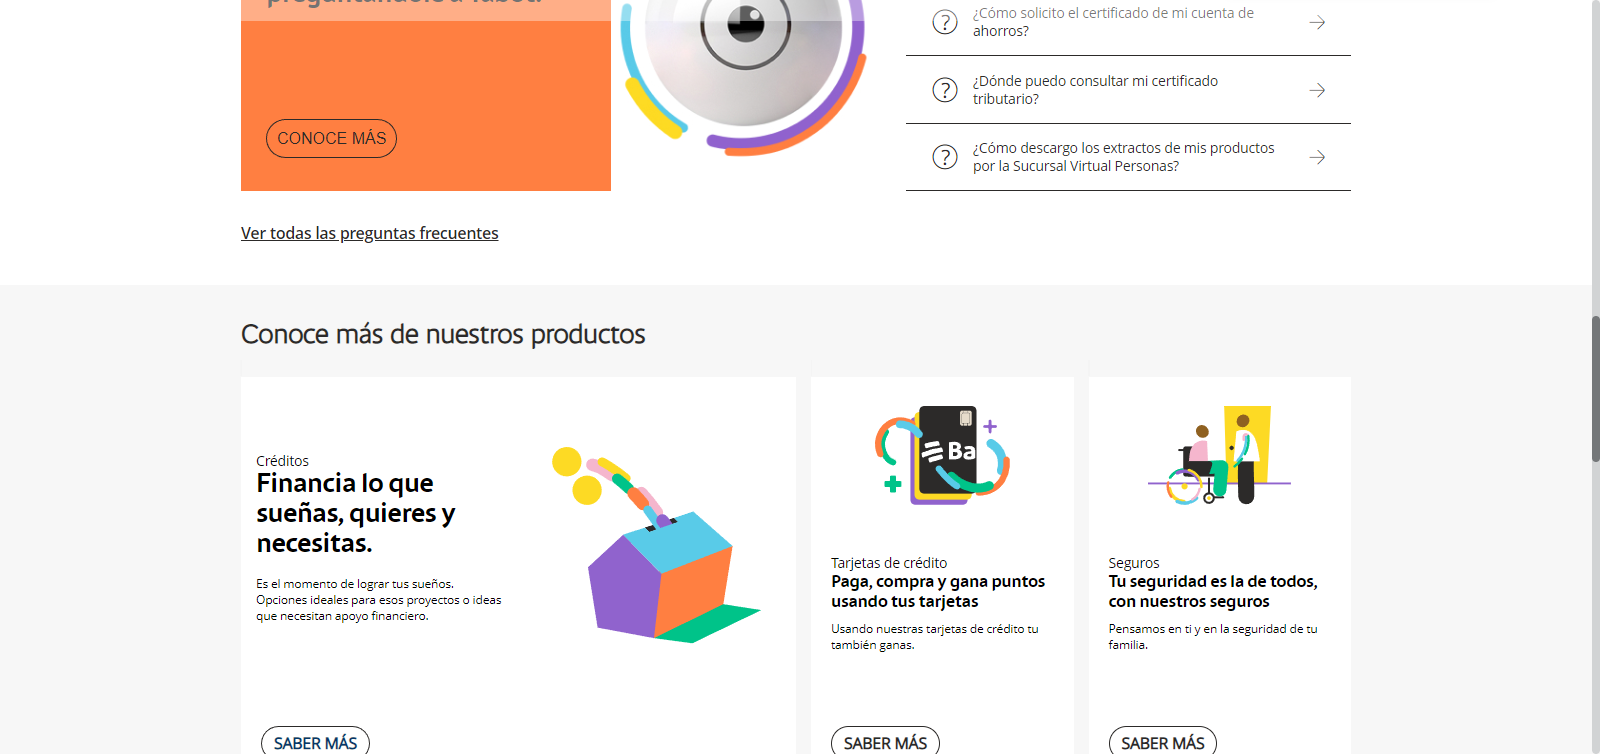 ¿Cómo solicito el certificado de mi cuenta de
ahorros?
¿Dónde puedo consultar mi certificado
tributario?
CONOCE MÁS
¿Cómo descargo los extractos de mis productos
por la Sucursal Virtual Personas?
Ver todas las preguntas frecuentes
Conoce más de nuestros productos
Créditos
Financia lo que
sueñas, quieres y
necesitas.
Es el momento de lograr tus sueños.
Opciones ideales para esos proyectos o ideas
que necesitan apoyo financiero.
SABER MÁS
Ba
Tarjetas de crédito
Paga, compra y gana puntos
usando tus tarjetas
Usando nuestras tarjetas de crédito tu
también ganas.
SABER MÁS
Seguros
Tu seguridad es la de todos,
con nuestros seguros
Pensamos en ti y en la seguridad de tu
familia.
SABER MÁS